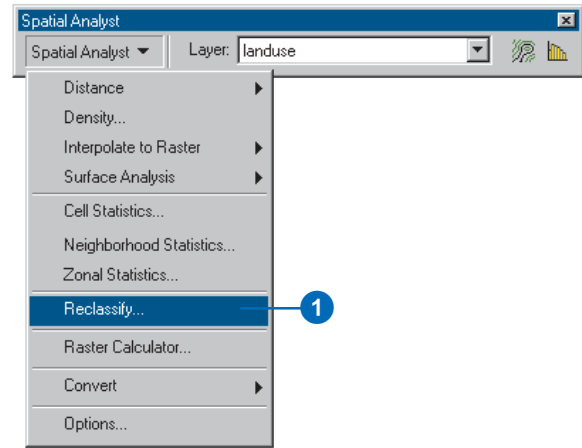 Spatial Analyst
Spatial Analyst Layer: landuse
Distance
Density...
Interpolate to Raster
Surface Analysis
Cell Statistics...
Neighborhood Statistics...
Zonal Statistics...
Reclassify... 1
Raster Calculator...
Convert
Options...